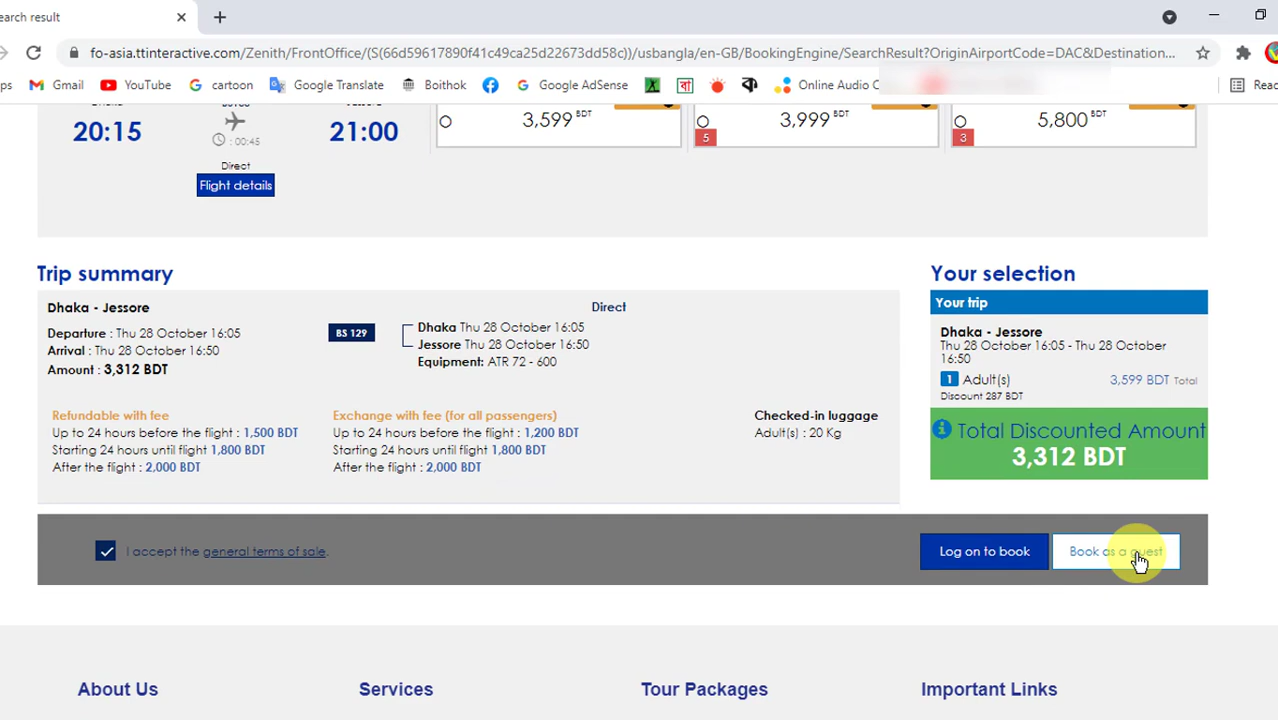 earch result
fo-asia.ttinteractive.com/Zenith/FrontOffice/(S(66d59617890f41c49ca25d22673dd58c))/usbangla/en-GB/BookingEngine/SearchResult?OriginAirportCode=DAC&Destination...
ps Gmail YouTube cartoon Google Translate Boithok Google AdSense বা Online Audio C Reac
20:15 :00:45 21:00
3,599 BDT 3,999 BDT 5,800 BDT
5 3
Direct
Flight details
Trip summary
Dhaka - Jessore Direct
Departure : Thu 28 October 16:05
Arrival : Thu 28 October 16:50
Amount : 3,312 BDT
BS 129
Dhaka Thu 28 October 16:05
Jessore Thu 28 October 16:50
Equipment: ATR 72 - 600
Refundable with fee
Up to 24 hours before the flight : 1,500 BDT
Starting 24 hours until flight : 1,800 BDT
After the flight : 2,000 BDT
Exchange with fee (for all passengers)
Up to 24 hours before the flight : 1,200 BDT
Starting 24 hours until flight : 1,800 BDT
After the flight : 2,000 BDT
Checked-in luggage
Adult(s) : 20 Kg
Your selection
Your trip
Dhaka - Jessore
Thu 28 October 16:05 - Thu 28 October
16:50
1 Adult(s) 3,599 BDT Total
Discount 287 BDT
Total Discounted Amount
3,312 BDT
I accept the general terms of sale.
Log on to book Book as a guest
About Us Services Tour Packages Important Links